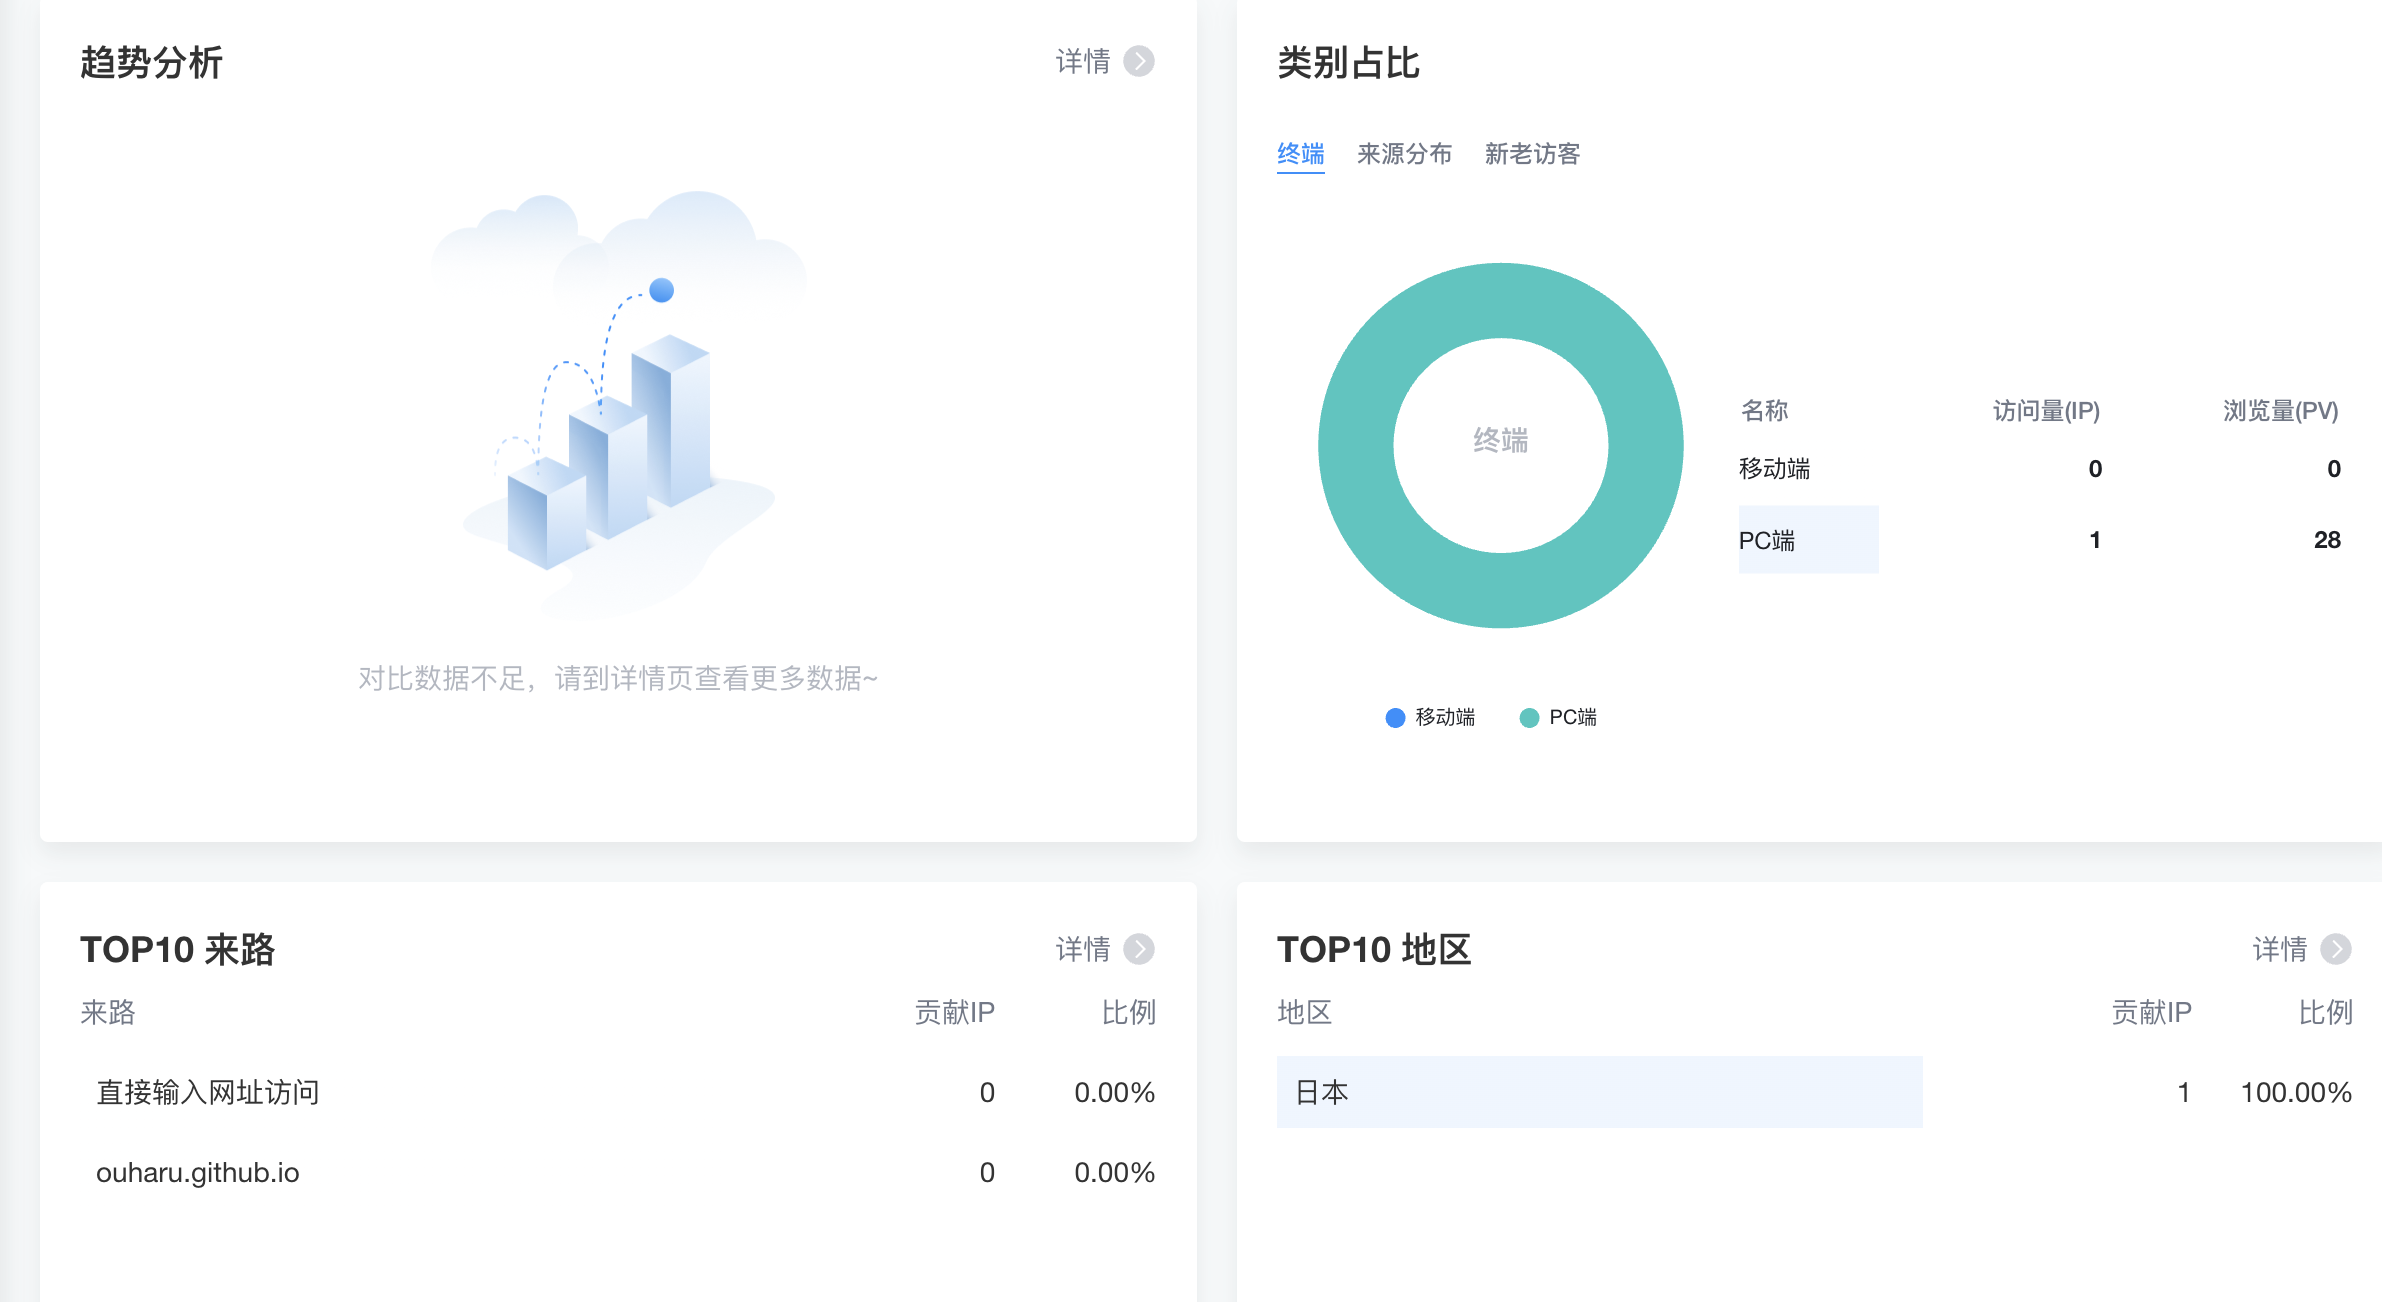 趋势分析
详情
对比数据不足，请到详情页查看更多数据~
类别占比
终端 来源分布 新老访客
终端
名称 访问量(IP) 浏览量(PV)
移动端 0 0
PC端 1 28
移动端 PC端
TOP10 来路
详情
来路 贡献IP 比例
直接输入网址访问 0 0.00%
ouharu.github.io 0 0.00%
TOP10 地区
详情
地区 贡献IP 比例
日本 1 100.00%